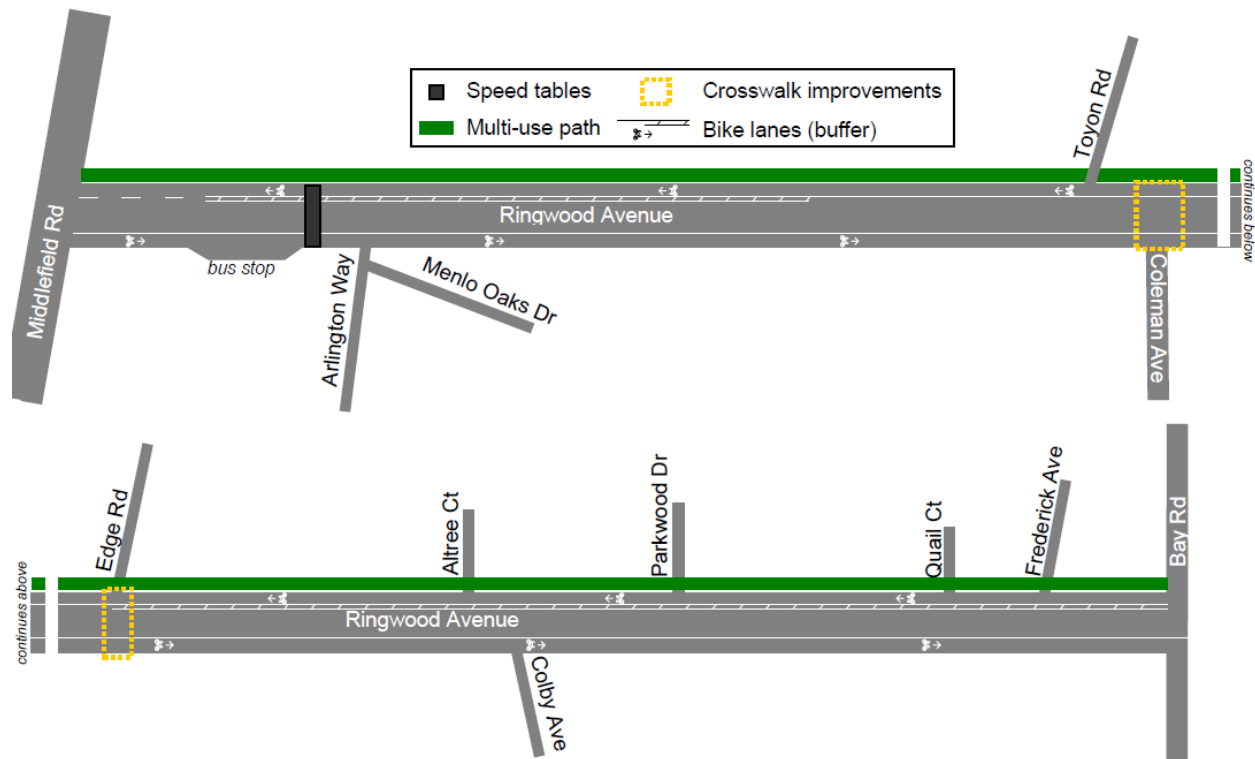 Speed tables
Crosswalk improvements
Multi-use path
Bike lanes (buffer)
Toyon Rd
continues below
Middlefield Rd
Ringwood Avenue
bus stop
Arlington Way
Menlo Oaks Dr
Coleman Ave
Edge Rd
Altree Ct
Parkwood Dr
Quail Ct
Frederick Ave
Bay Rd
continues above
Ringwood Avenue
Colby Ave